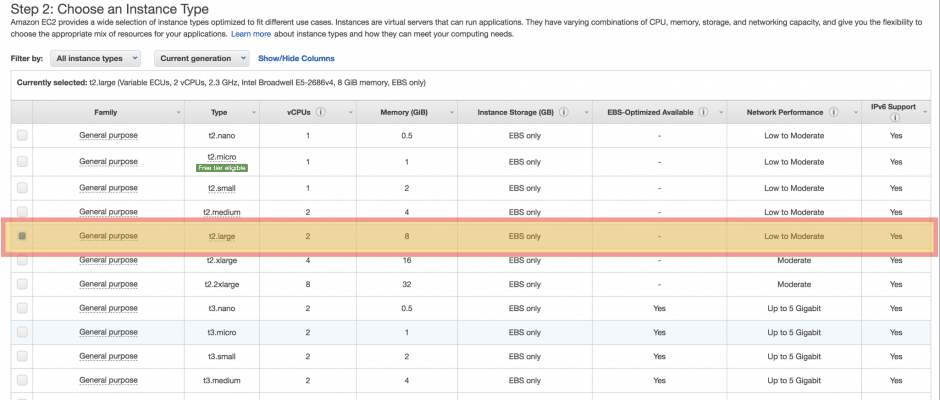 Step 2: Choose an Instance Type
Amazon EC2 provides a wide selection of instance types optimized to fit different use cases. Instances are virtual servers that can run applications. They have varying combinations of CPU, memory, storage, and networking capacity, and give you the flexibility to
choose the appropriate mix of resources for your applications. Learn more about instance types and how they can meet your computing needs.
Filter by: All instance types Current generation Show/Hide Columns
Currently selected: t2.large (Variable ECUs, 2 vCPUs, 2.3 GHz, Intel Broadwell E5-2686v4, 8 GiB memory, EBS only)
Family Type vCPUs Memory (GiB) Instance Storage (GB) EBS-Optimized Available Network Performance IPv6 Support
General purpose t2.nano 1 0.5 EBS only - Low to Moderate Yes
General purpose t2.micro 1 1 EBS only - Low to Moderate Yes
Free tier eligible
General purpose t2.small 1 2 EBS only - Low to Moderate Yes
General purpose t2.medium 2 4 EBS only - Low to Moderate Yes
General purpose t2.large 2 8 EBS only - Low to Moderate Yes
General purpose t2.xlarge 4 16 EBS only - Moderate Yes
General purpose t2.2xlarge 8 32 EBS only - Moderate Yes
General purpose t3.nano 2 0.5 EBS only Yes Up to 5 Gigabit Yes
General purpose t3.micro 2 1 EBS only Yes Up to 5 Gigabit Yes
General purpose t3.small 2 2 EBS only Yes Up to 5 Gigabit Yes
General purpose t3.medium 2 4 EBS only Yes Up to 5 Gigabit Yes